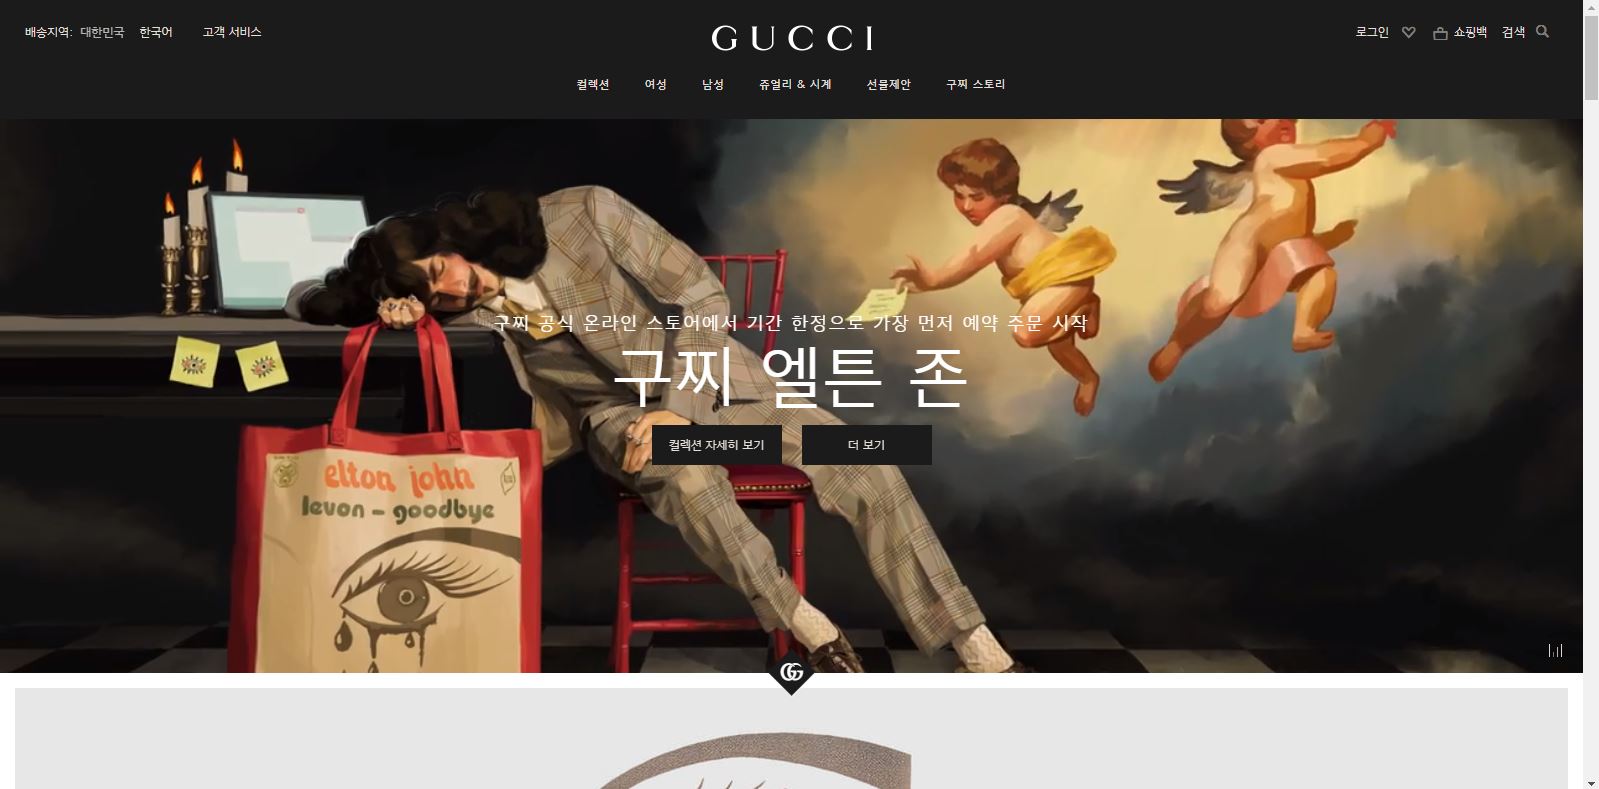 배송지역: 대한민국 한국어 고객 서비스
GUCCI
로그인 쇼핑백 검색
컬렉션 여성 남성 쥬얼리 & 시계 선물제안 구찌 스토리
구찌 공식 온라인 스토어에서 기간 한정으로 가장 먼저 예약 주문 시작
구찌 엘튼 존
컬렉션 자세히 보기 더 보기
elton john
levon - goodbye
GG